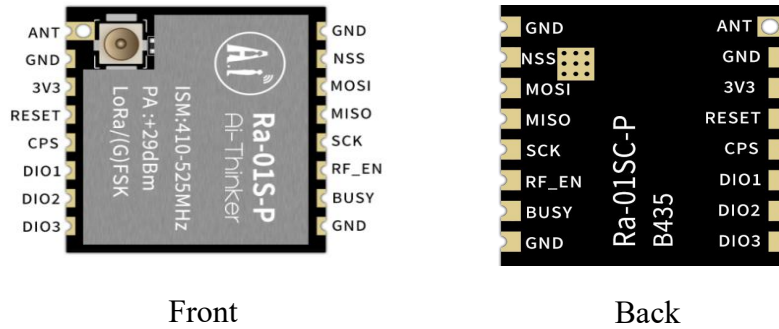 ANT
GND
3V3
RESET
CPS
DIO1
DIO2
DIO3
A.i
Ra-01S-P
Ai-Thinker
ISM:410-525MHz
PA:+29dBm
LoRa/(G)FSK
GND
NSS
MOSI
MISO
SCK
RF_EN
BUSY
GND
Front
GND
NSS
MOSI
MISO
SCK
RF_EN
BUSY
GND
Ra-01SC-P
B435
ANT
GND
3V3
RESET
CPS
DIO1
DIO2
DIO3
Back